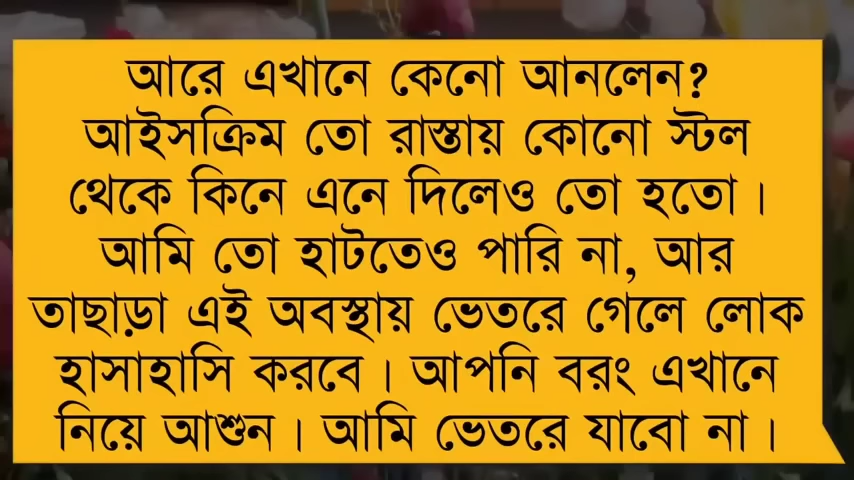 আরে এখানে কেনো আনলেন?
আইসক্রিম তো রাস্তায় কোনো স্টল
থেকে কিনে এনে দিলেও তো হতো।
আমি তো হাটতেও পারি না, আর
তাছাড়া এই অবস্থায় ভেতরে গেলে লোক
হাসাহাসি করবে। আপনি বরং এখানে
নিয়ে আশুন। আমি ভেতরে যাবো না।